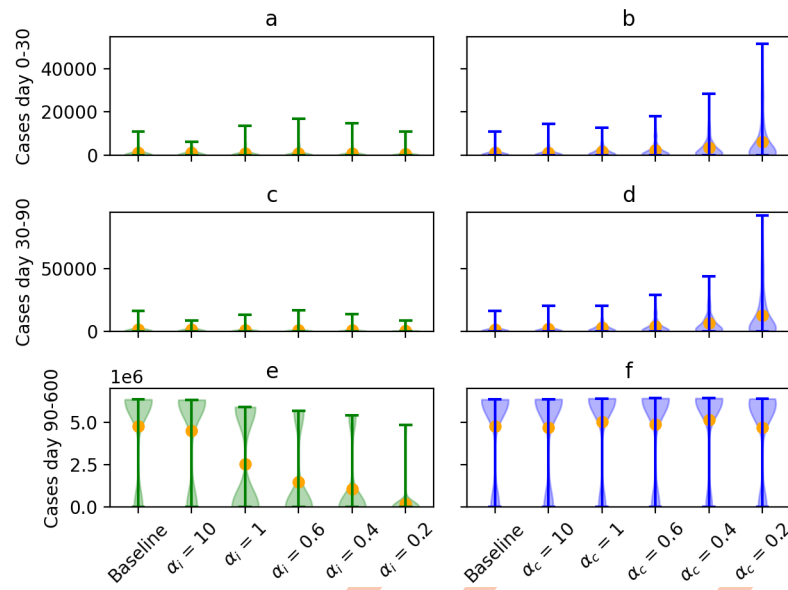 a
b
Cases day 0-30
40000
20000
0
c
d
Cases day 30-90
50000
0
e
f
1e6
Cases day 90-600
5.0
2.5
0.0
Baseline
αi = 10
αi = 1
αi = 0.6
αi = 0.4
αi = 0.2
Baseline
αc = 10
αc = 1
αc = 0.6
αc = 0.4
αc = 0.2